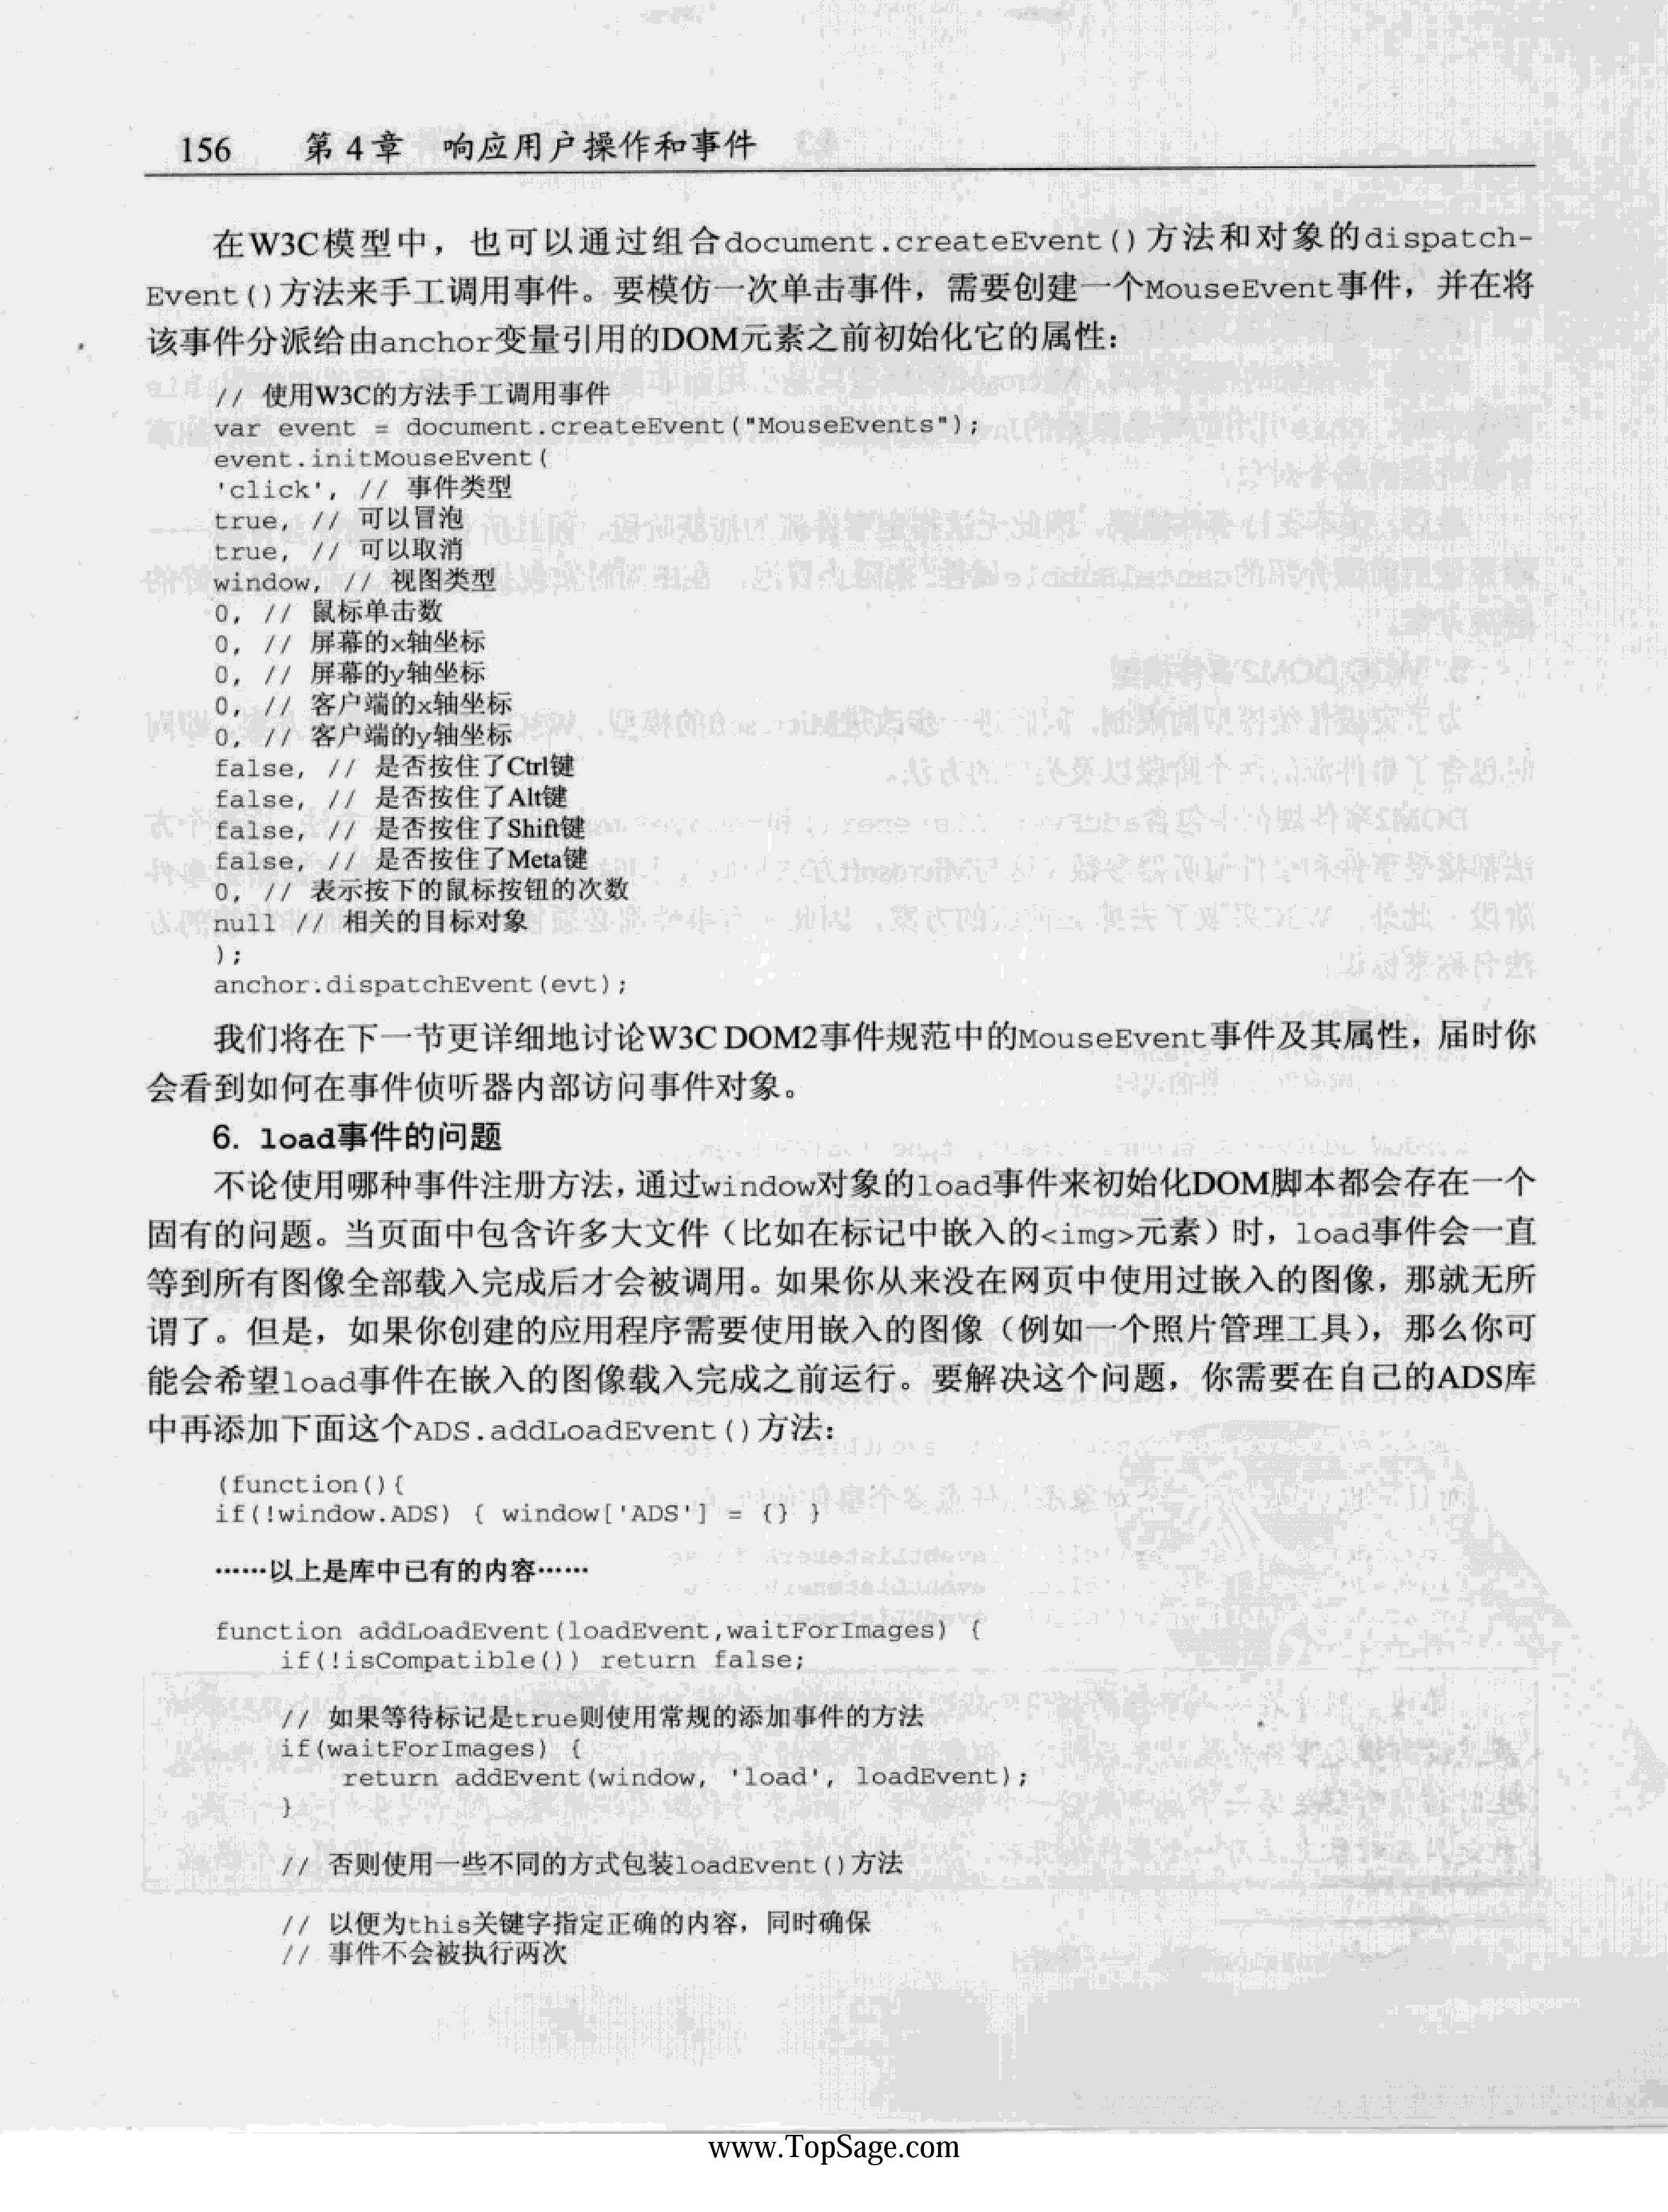 156 第 4 章 响应用户操作和事件
在W3C模型中，也可以通过组合document.createEvent()方法和对象的dispatch-
Event()方法来手工调用事件。要模仿一次单击事件，需要创建一个MouseEvent事件，并在将
该事件分派给由anchor变量引用的DOM元素之前初始化它的属性：
// 使用W3C的方法手工调用事件
var event = document.createEvent("MouseEvents");
event.initMouseEvent(
'click', // 事件类型
true, // 可以冒泡
true, // 可以取消
window, // 视图类型
0, // 鼠标单击数
0, // 屏幕的x轴坐标
0, // 屏幕的y轴坐标
0, // 客户端的x轴坐标
0, // 客户端的y轴坐标
false, // 是否按住了Ctrl键
false, // 是否按住了Alt键
false, // 是否按住了Shift键
false, // 是否按住了Meta键
0, // 表示按下的鼠标按钮的次数
null // 相关的目标对象
);
anchor.dispatchEvent(evt);
我们将在下一节更详细地讨论W3C DOM2事件规范中的MouseEvent事件及其属性，届时你
会看到如何在事件侦听器内部访问事件对象。
6. load事件的问题
不论使用哪种事件注册方法，通过window对象的load事件来初始化DOM脚本都会存在一个
固有的问题。当页面中包含许多大文件（比如在标记中嵌入的<img>元素）时，load事件会一直
等到所有图像全部载入完成后才会被调用。如果你从来没在网页中使用过嵌入的图像，那就无所
谓了。但是，如果你创建的应用程序需要使用嵌入的图像（例如一个照片管理工具），那么你可
能会希望load事件在嵌入的图像载入完成之前运行。要解决这个问题，你需要在自己的ADS库
中再添加下面这个ADS.addLoadEvent()方法：
(function(){
if(!window.ADS) { window['ADS'] = {} }
……以上是库中已有的内容……
function addLoadEvent(loadEvent,waitForImages) {
if(!isCompatible()) return false;
// 如果等待标记是true则使用常规的添加事件的方法
if(waitForImages) {
return addEvent(window, 'load', loadEvent);
}
// 否则使用一些不同的方式包装loadEvent()方法
// 以便为this关键字指定正确的内容，同时确保
// 事件不会被执行两次
www.TopSage.com